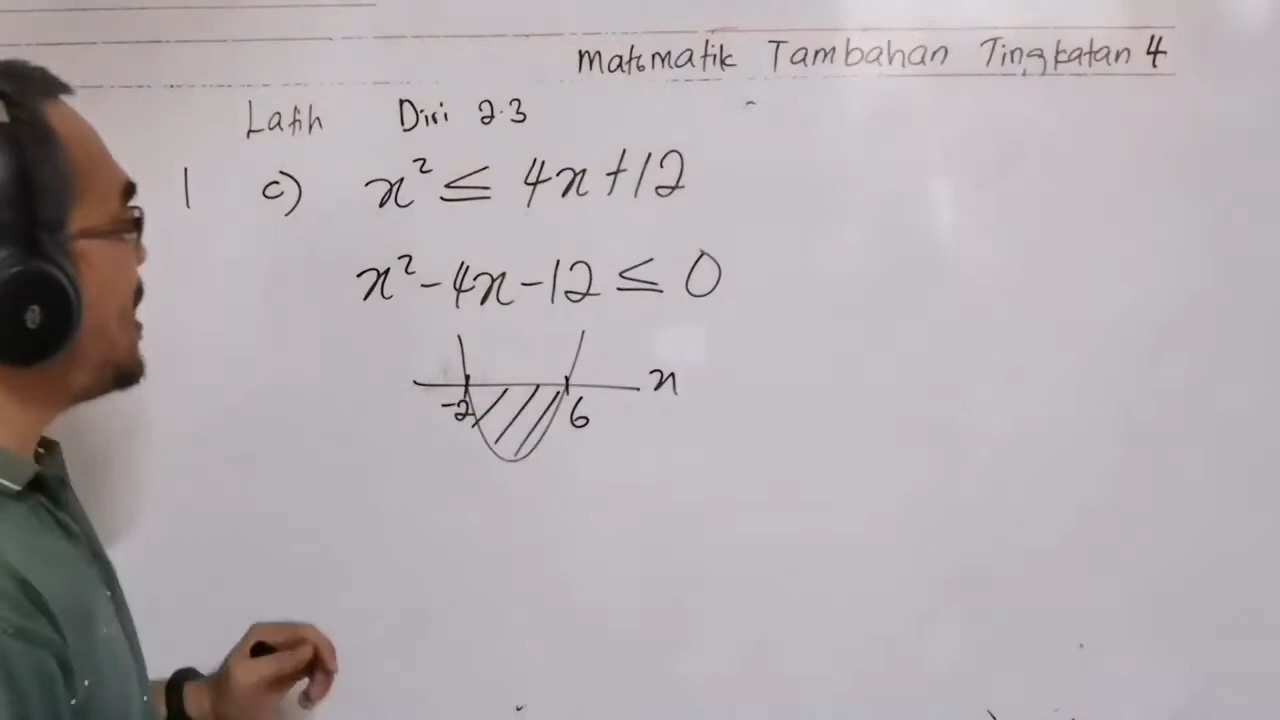 Matematik Tambahan Tingkatan 4
Latih Diri 2.3
1 c) x² ≤ 4x+12
x² - 4x - 12 ≤ 0
x
-2 6